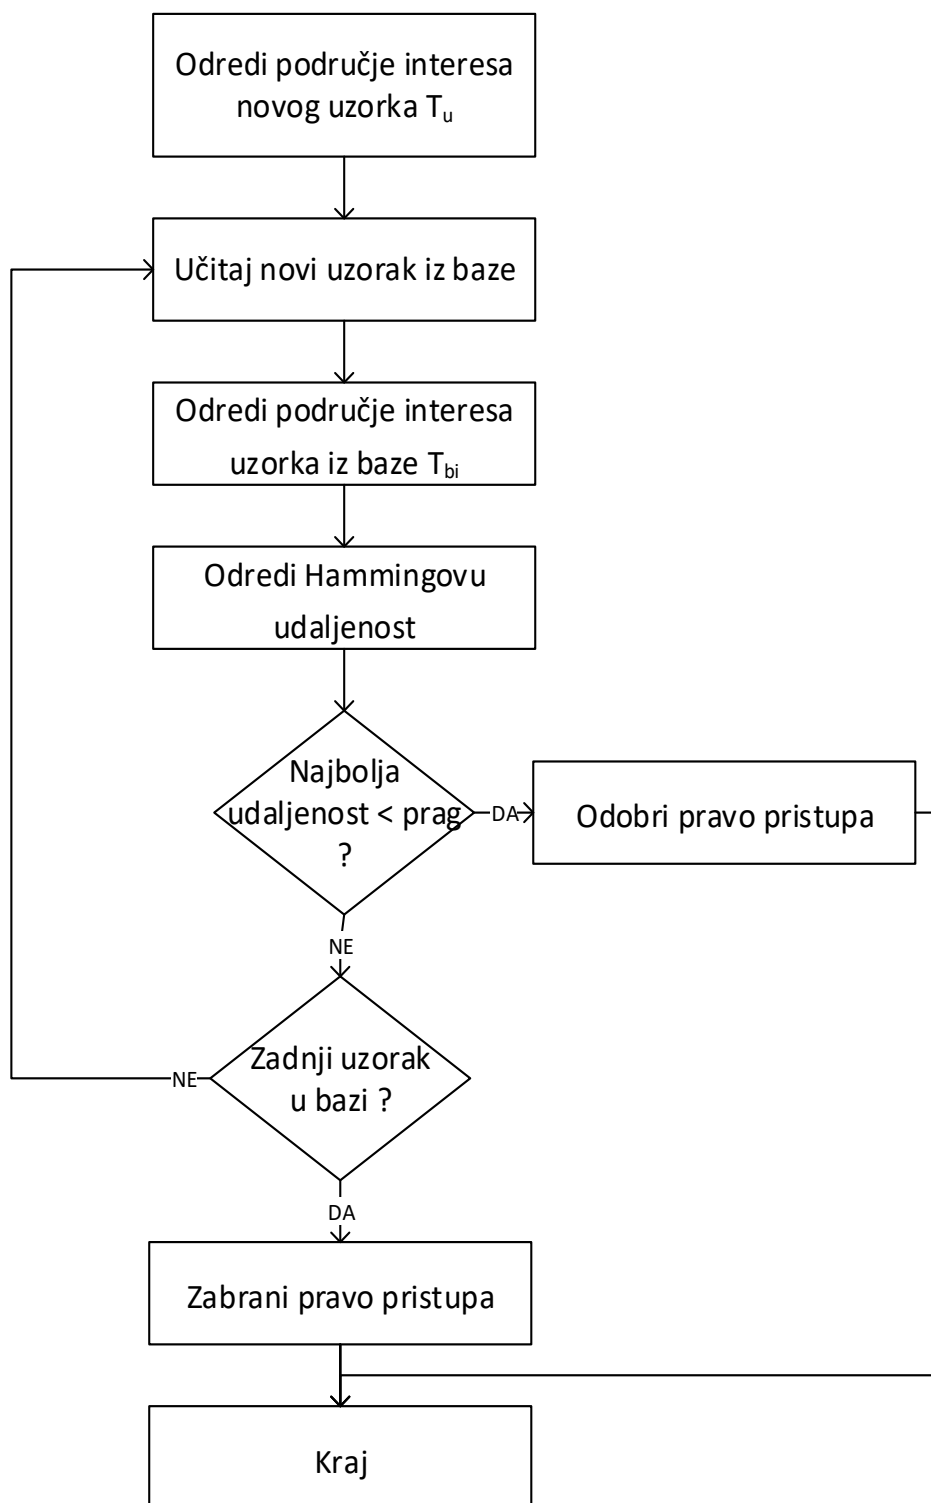 Odredi područje interesa
novog uzorka Tu
Učitaj novi uzorak iz baze
Odredi područje interesa
uzorka iz baze Tbi
Odredi Hammingovu
udaljenost
Najbolja
udaljenost < prag
?
DA
Odobri pravo pristupa
NE
Zadnji uzorak
u bazi ?
NE
DA
Zabrani pravo pristupa
Kraj